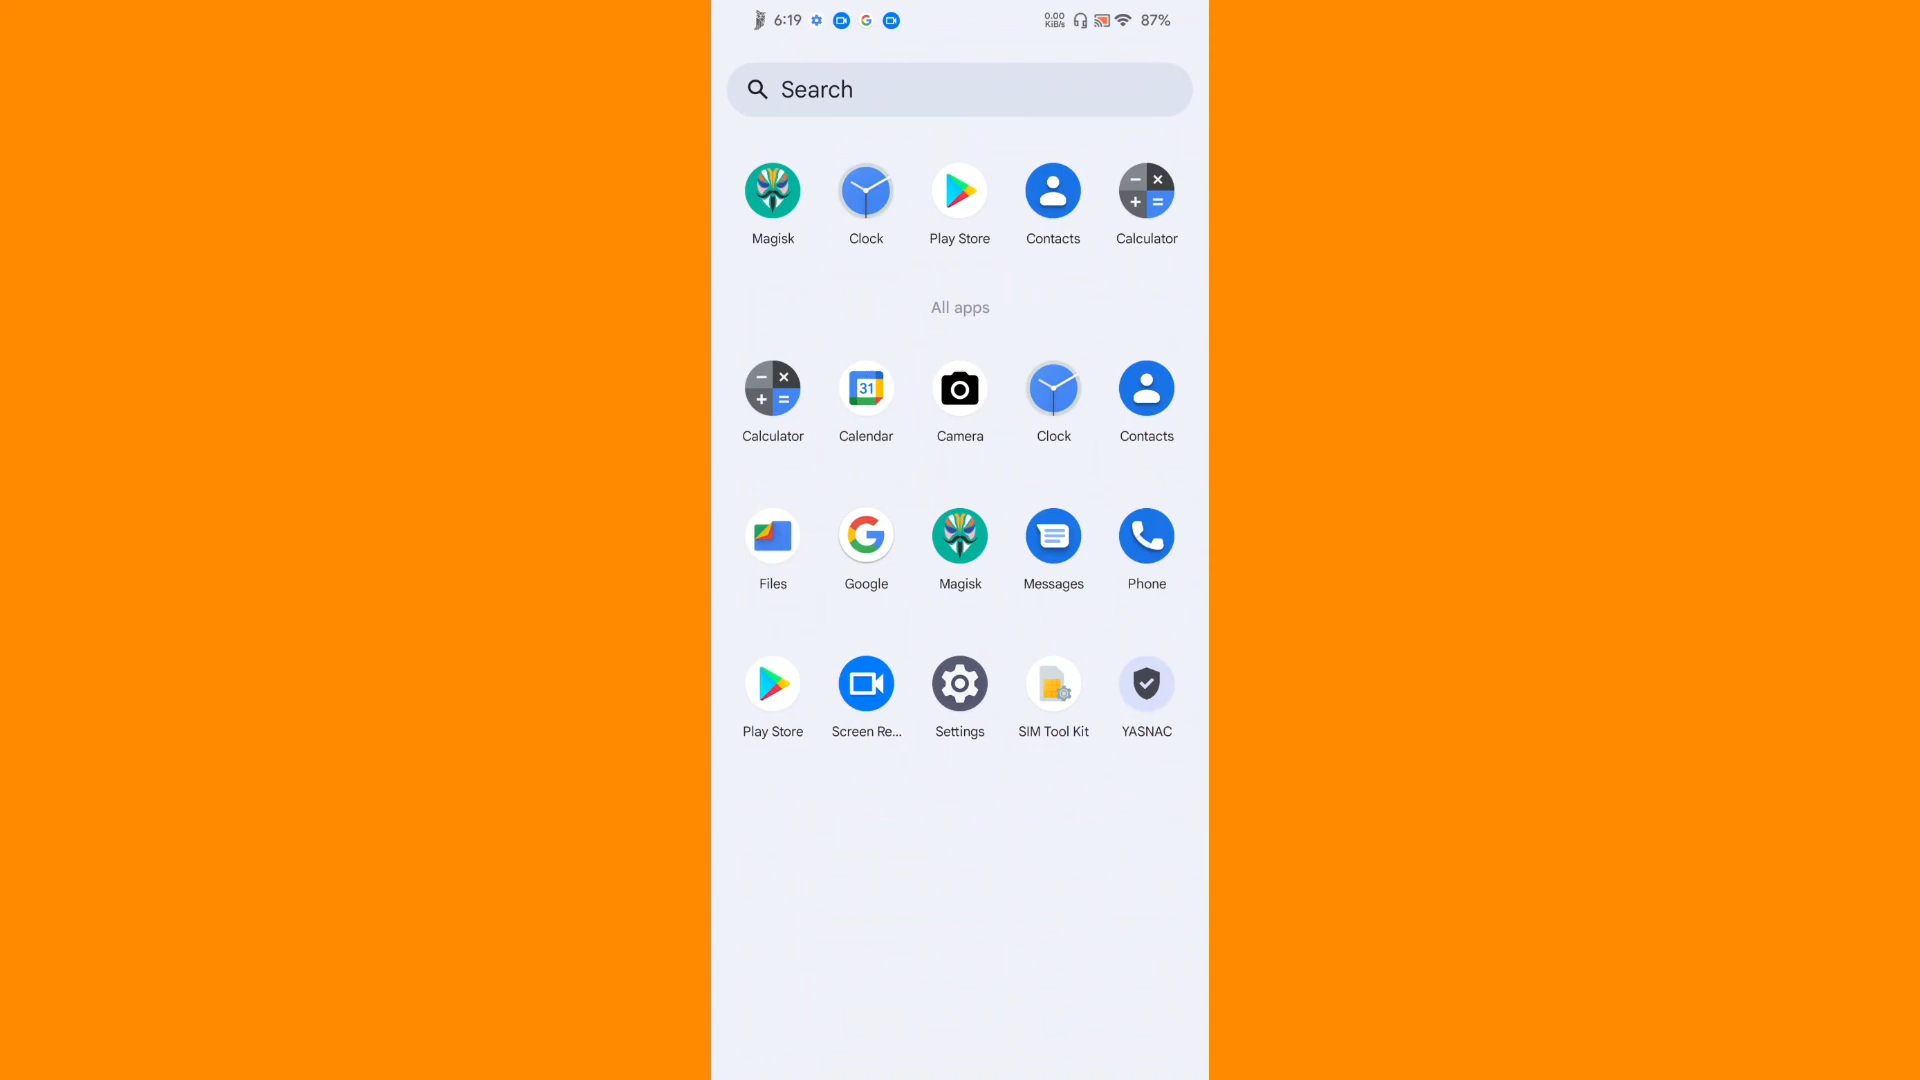 6:19 0.00 KiB/s 87%
Search
Magisk Clock Play Store Contacts Calculator
All apps
31
Calculator Calendar Camera Clock Contacts
Files Google Magisk Messages Phone
Play Store Screen Re... Settings SIM Tool Kit YASNAC